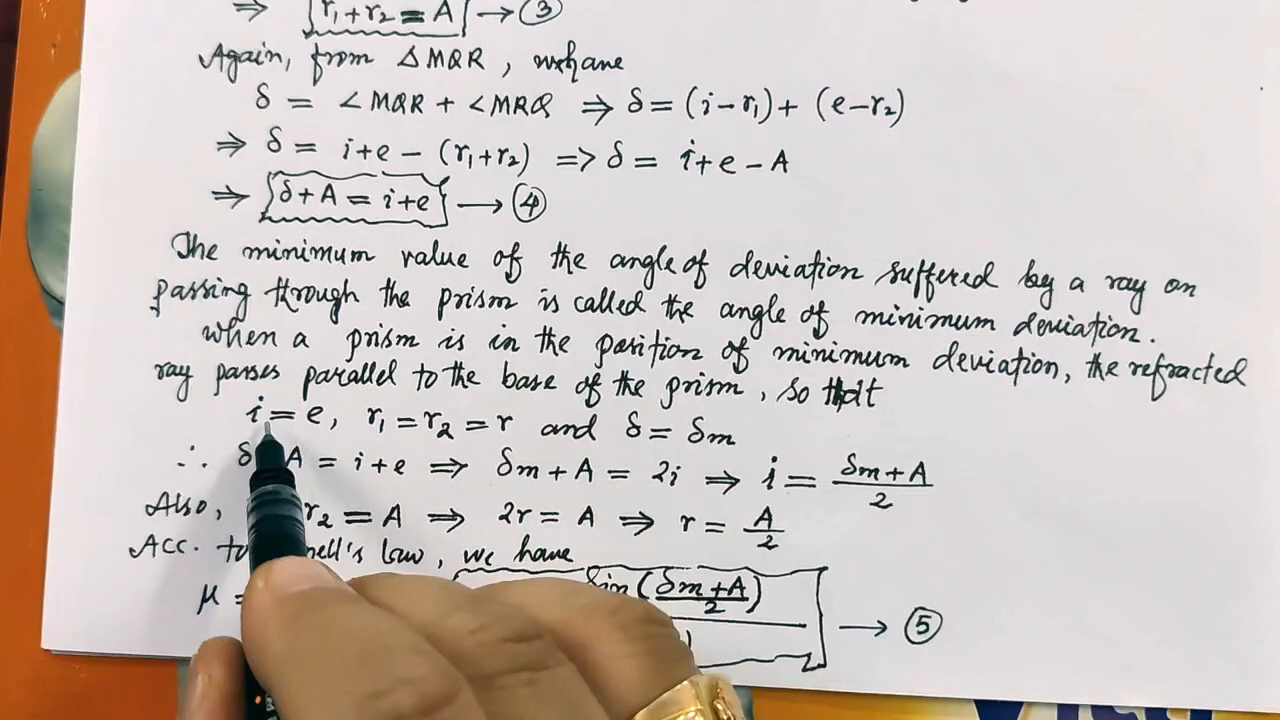 ⇒ r₁+r₂ = A → ③
Again, from △MQR, we have
δ = ∠MQR + ∠MRQ ⇒ δ = (i−r₁) + (e−r₂)
⇒ δ = i+e − (r₁+r₂) => δ = i+e−A
⇒ δ+A = i+e → ④
The minimum value of the angle of deviation suffered by a ray on
passing through the prism is called the angle of minimum deviation.
When a prism is in the position of minimum deviation, the refracted
ray passes parallel to the base of the prism, so that
i = e, r₁ = r₂ = r and δ = δm
∴ δ A = i+e ⇒ δm + A = 2i ⇒ i = (δm+A)/2
Also, r₂ = A ⇒ 2r = A ⇒ r = A/2
Acc. to nell's law, we have
μ = Sin(δm+A/2) → ⑤